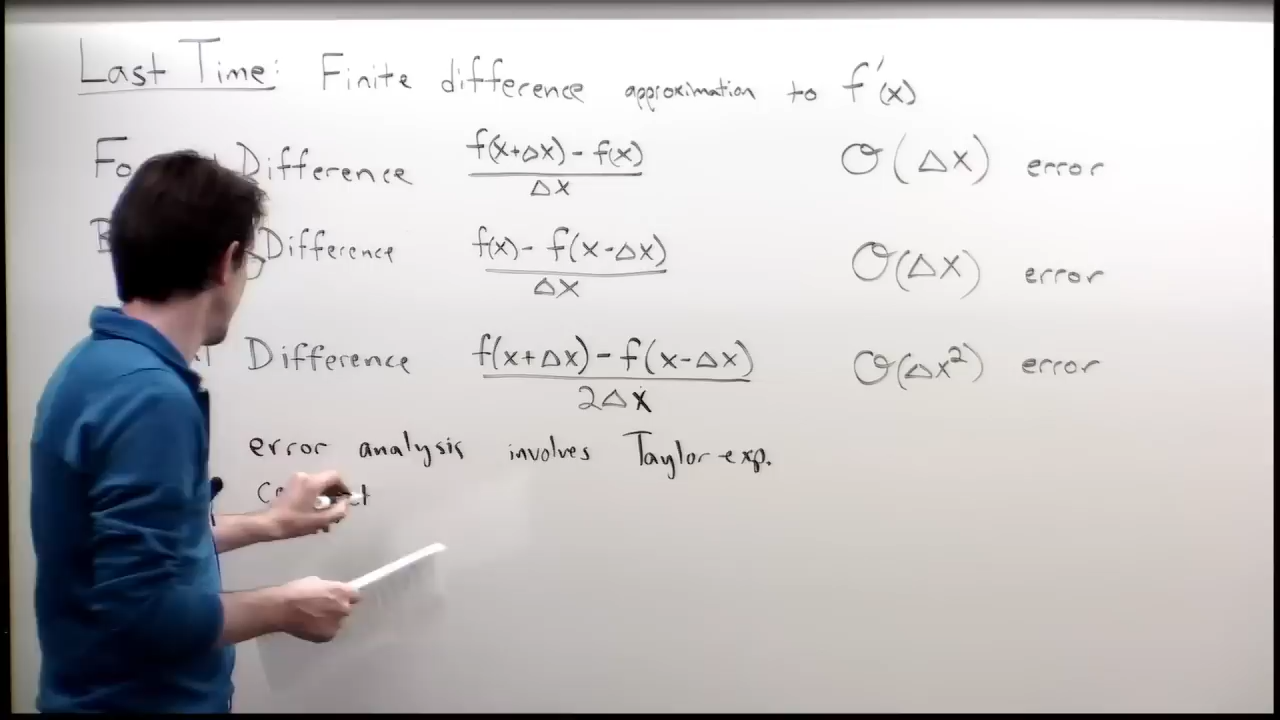 Last Time: Finite difference approximation to f'(x)
Difference f(x+Δx) - f(x) / Δx O(Δx) error
Difference f(x) - f(x-Δx) / Δx O(Δx) error
Difference f(x+Δx) - f(x-Δx) / 2Δx O(Δx²) error
error analysis involves Taylor exp.